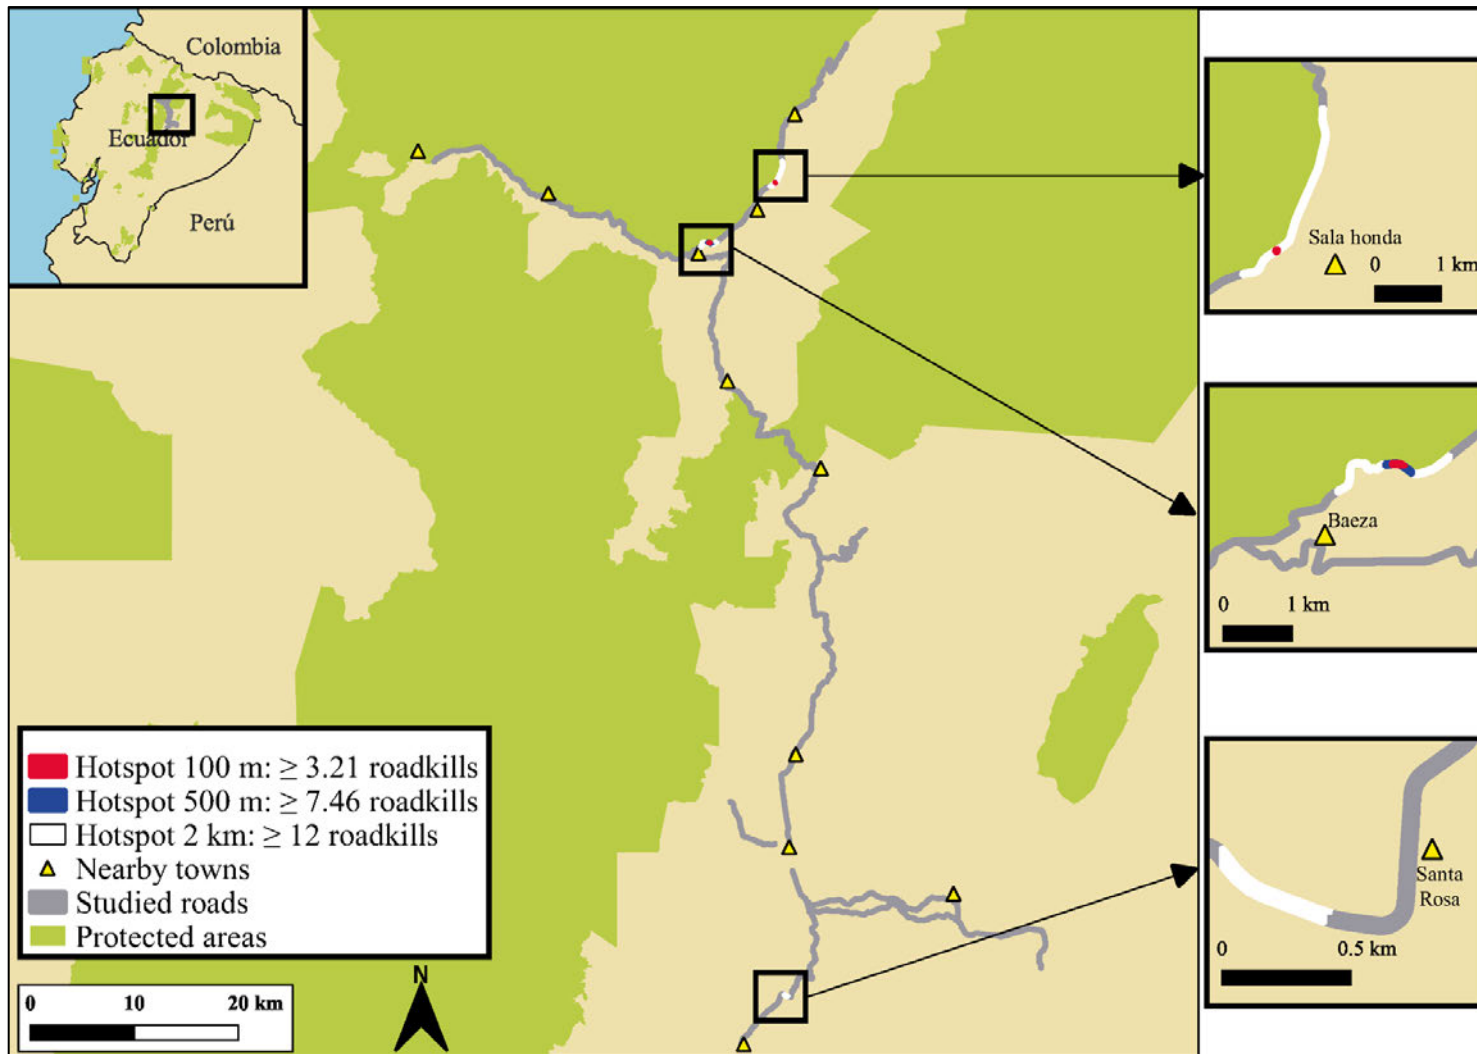 Colombia
Ecuador
Perú
Sala honda
0 1 km
Baeza
0 1 km
Santa
Rosa
0 0.5 km
Hotspot 100 m: ≥ 3.21 roadkills
Hotspot 500 m: ≥ 7.46 roadkills
Hotspot 2 km: ≥ 12 roadkills
Nearby towns
Studied roads
Protected areas
N
0 10 20 km